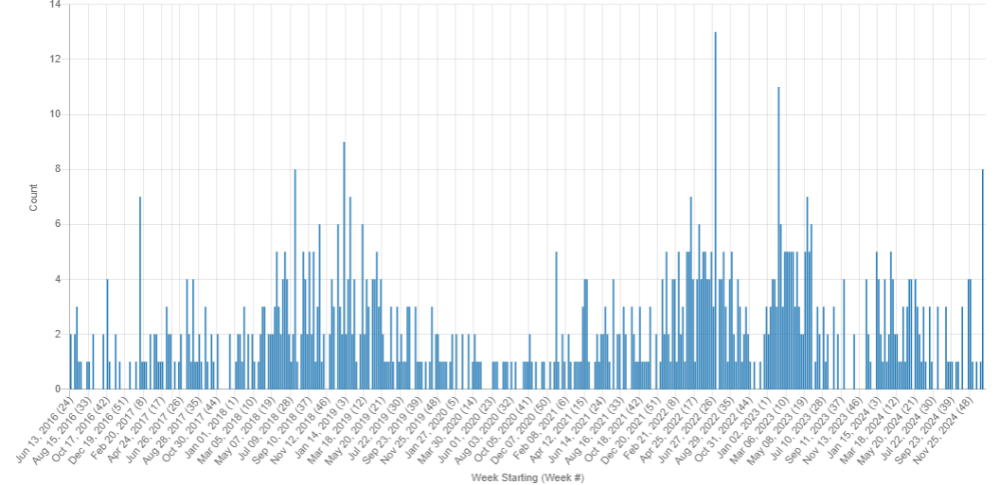 14
12
10
8
6
4
2
0
Count
Jun 13, 2016 (24)
Aug 15, 2016 (33)
Oct 17, 2016 (42)
Dec 19, 2016 (51)
Feb 20, 2017 (8)
Apr 24, 2017 (17)
Jun 26, 2017 (26)
Aug 28, 2017 (35)
Oct 30, 2017 (44)
Jan 01, 2018 (1)
Mar 05, 2018 (10)
May 07, 2018 (19)
Jul 09, 2018 (28)
Sep 10, 2018 (37)
Nov 12, 2018 (46)
Jan 14, 2019 (3)
Mar 18, 2019 (12)
May 20, 2019 (21)
Jul 22, 2019 (30)
Sep 23, 2019 (39)
Nov 25, 2019 (48)
Jan 27, 2020 (5)
Mar 30, 2020 (14)
Jun 01, 2020 (23)
Aug 03, 2020 (32)
Oct 05, 2020 (41)
Dec 07, 2020 (50)
Feb 08, 2021 (6)
Apr 12, 2021 (15)
Jun 14, 2021 (24)
Aug 16, 2021 (33)
Oct 18, 2021 (42)
Dec 20, 2021 (51)
Feb 21, 2022 (8)
Apr 25, 2022 (17)
Jun 27, 2022 (26)
Aug 29, 2022 (35)
Oct 31, 2022 (44)
Jan 02, 2023 (1)
Mar 06, 2023 (10)
May 08, 2023 (19)
Jul 10, 2023 (28)
Sep 11, 2023 (37)
Nov 13, 2023 (46)
Jan 15, 2024 (3)
Mar 18, 2024 (12)
May 20, 2024 (21)
Jul 22, 2024 (30)
Sep 23, 2024 (39)
Nov 25, 2024 (48)
Week Starting (Week #)